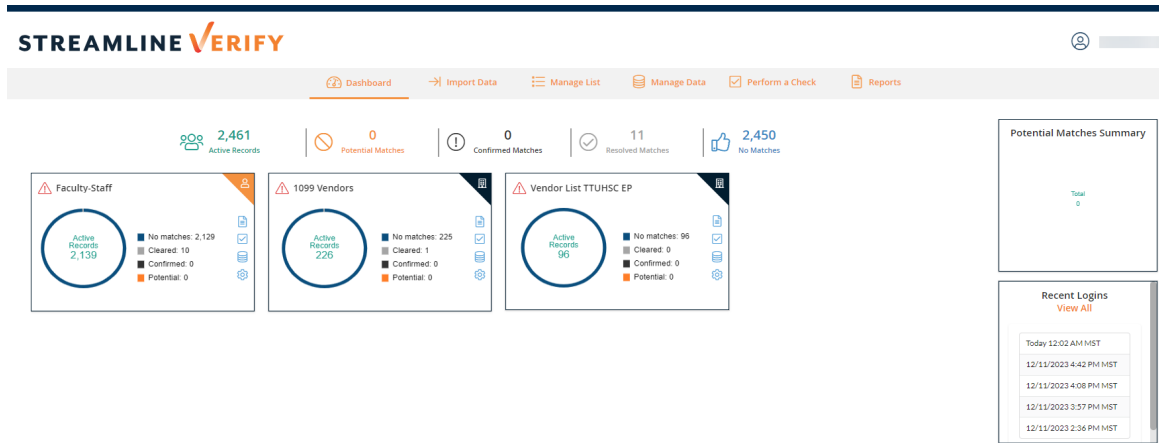 STREAMLINE VERIFY
Dashboard
Import Data
Manage List
Manage Data
Perform a Check
Reports
2,461
Active Records
0
Potential Matches
0
Confirmed Matches
11
Resolved Matches
2,450
No Matches
Potential Matches Summary
Total
0
Faculty-Staff
Active
Records
2,139
No matches: 2,129
Cleared: 10
Confirmed: 0
Potential: 0
1099 Vendors
Active
Records
226
No matches: 225
Cleared: 1
Confirmed: 0
Potential: 0
Vendor List TTUHSC EP
Active
Records
96
No matches: 96
Cleared: 0
Confirmed: 0
Potential: 0
Recent Logins
View All
Today 12:02 AM MST
12/11/2023 4:42 PM MST
12/11/2023 4:08 PM MST
12/11/2023 3:57 PM MST
12/11/2023 2:36 PM MST